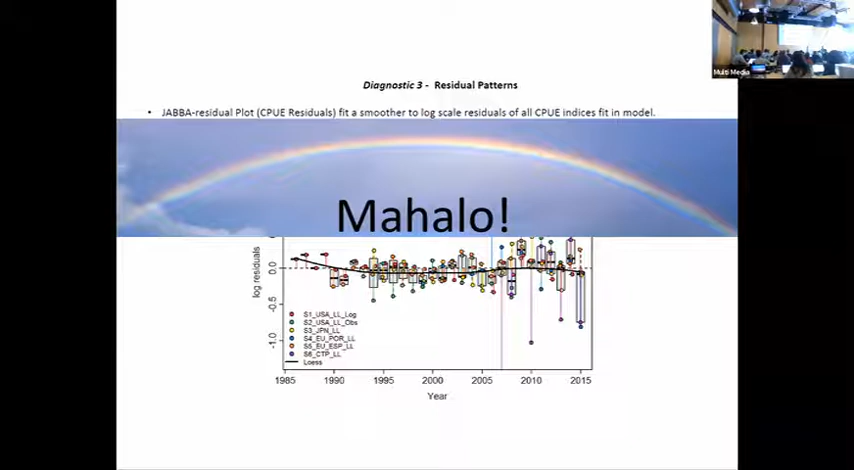 Multi Media
Diagnostic 3 - Residual Patterns
• JABBA-residual Plot (CPUE Residuals) fit a smoother to log scale residuals of all CPUE indices fit in model.
Mahalo!
log residuals
0.0
-0.5
-1.0
S1_USA_LL_Log
S2_USA_LL_Obs
S3_JPN_LL
S4_EU_POR_LL
S5_EU_ESP_LL
S6_CTP_LL
Loess
1985 1990 1995 2000 2005 2010 2015
Year